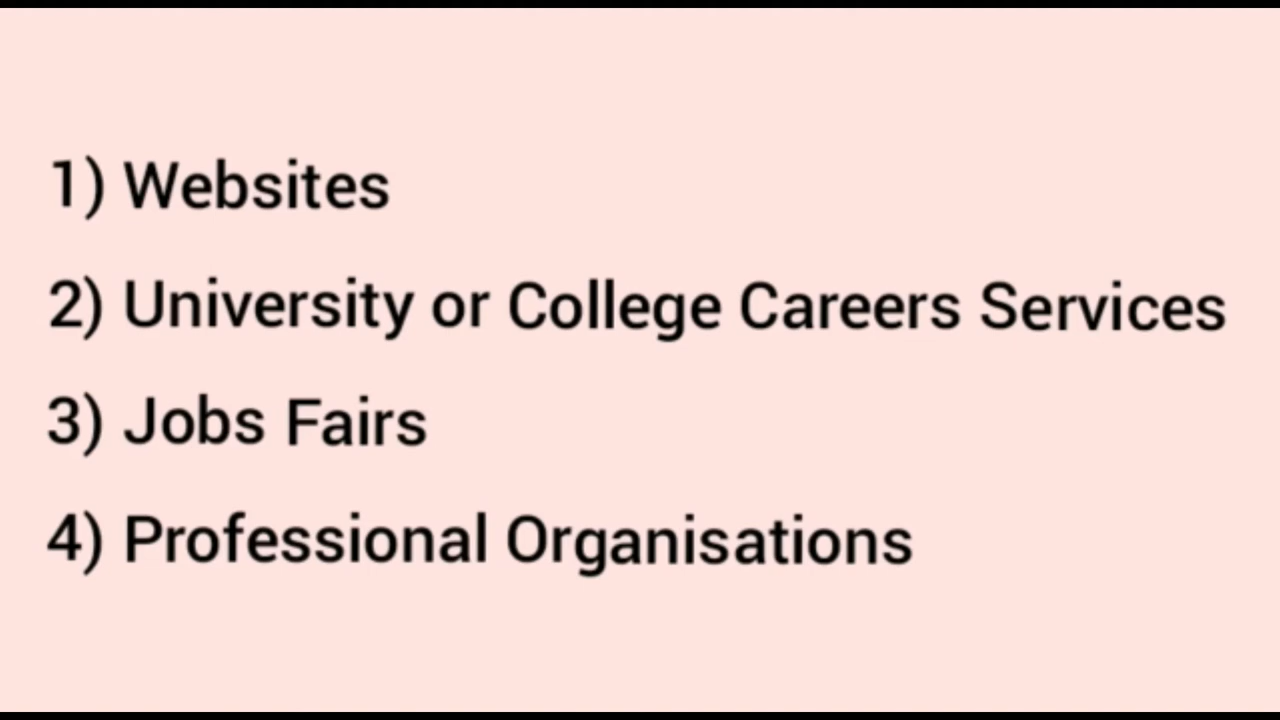 1) Websites
2) University or College Careers Services
3) Jobs Fairs
4) Professional Organisations